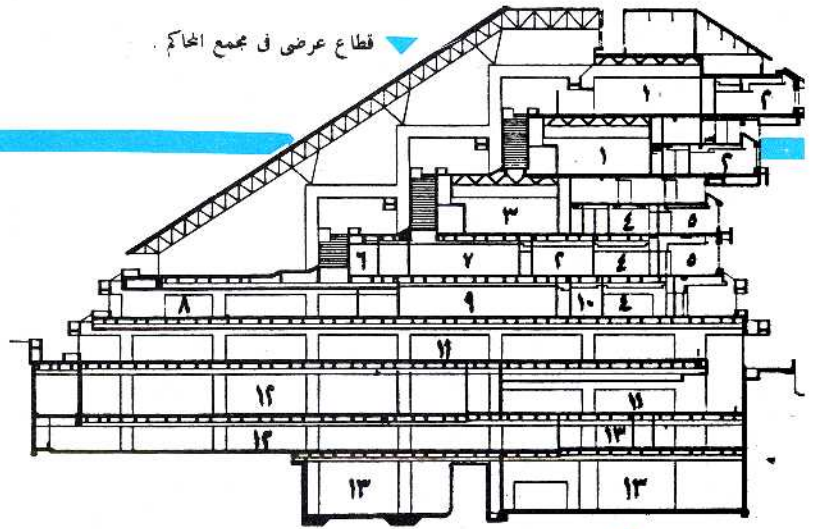 قطاع عرضى فى مجمع المحاكم .
١ ٢
١ ٢
٣ ٤ ٥
٦ ٧ ٢ ٤ ٥
٨ ٩ ١٠ ٤
١١
١٢ ١١
١٢ ١٣
١٣ ١٣